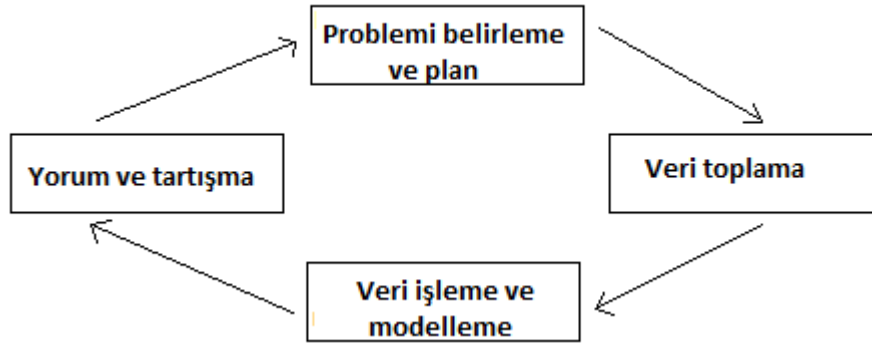 Problemi belirleme
ve plan
Veri toplama
Yorum ve tartışma
Veri işleme ve
modelleme